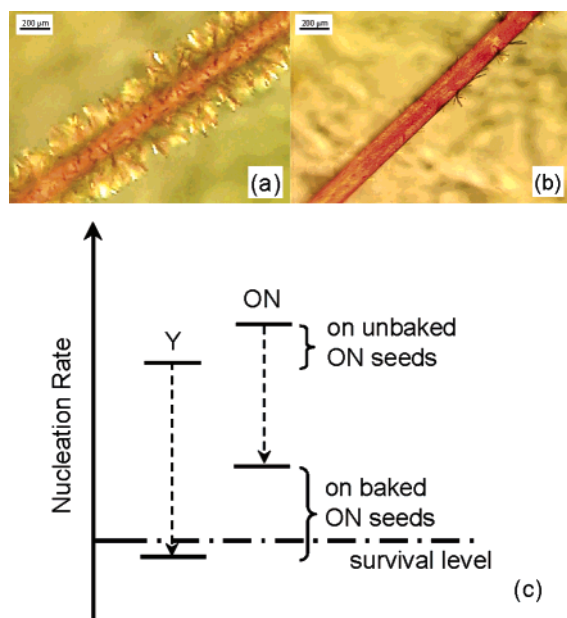 200 µm
(a)
200 µm
(b)
Nucleation Rate
Y
ON
on unbaked
ON seeds
on baked
ON seeds
survival level
(c)